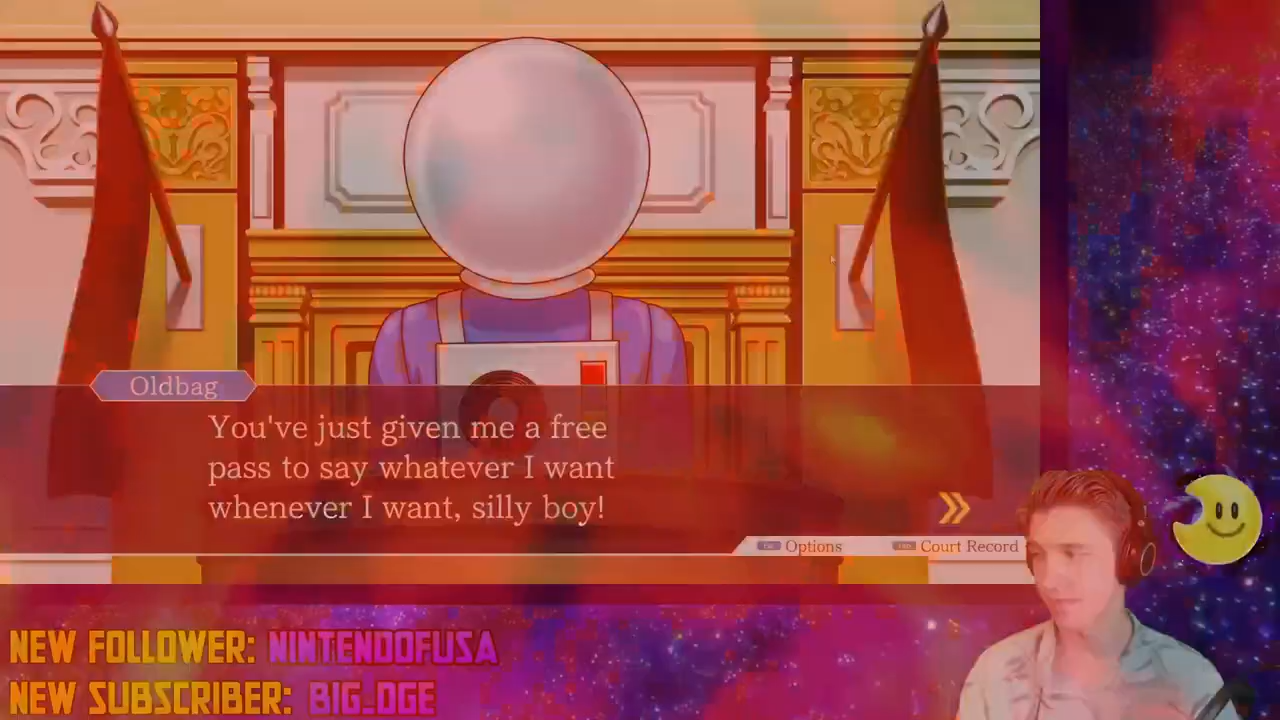 Oldbag
You've just given me a free
pass to say whatever I want
whenever I want, silly boy!
Options
Court Record
NEW FOLLOWER: NINTENDOFUSA
NEW SUBSCRIBER: BIG_DGE